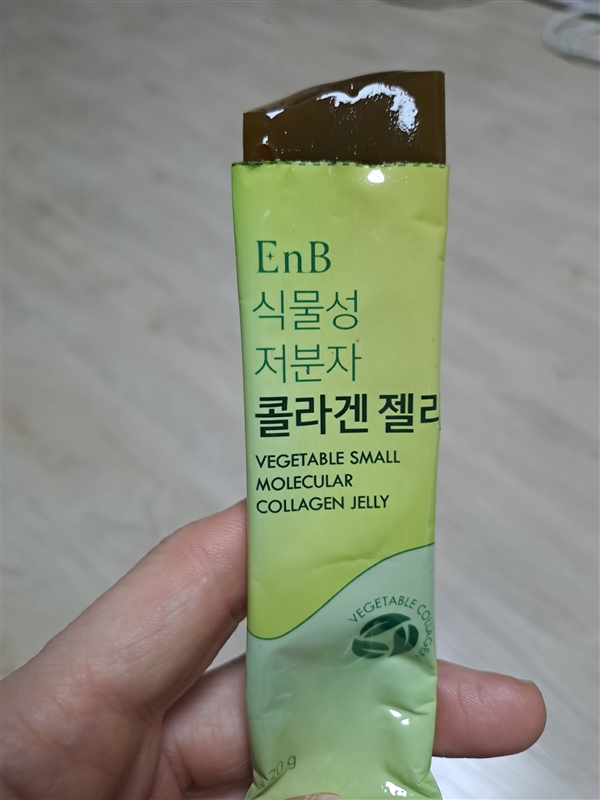 EnB
식물성
저분자
콜라겐 젤리
VEGETABLE SMALL
MOLECULAR
COLLAGEN JELLY
VEGETABLE COLLAGEN
20 g